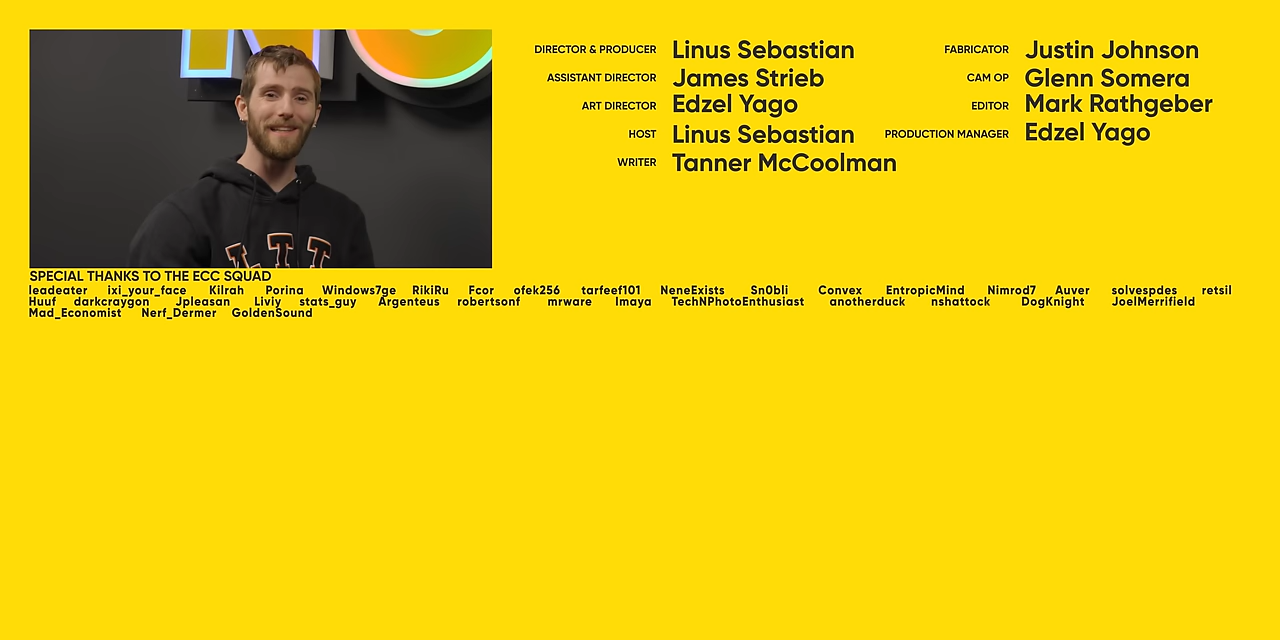 NO
LTT
DIRECTOR & PRODUCER Linus Sebastian
ASSISTANT DIRECTOR James Strieb
ART DIRECTOR Edzel Yago
HOST Linus Sebastian
WRITER Tanner McCoolman
FABRICATOR Justin Johnson
CAM OP Glenn Somera
EDITOR Mark Rathgeber
PRODUCTION MANAGER Edzel Yago
SPECIAL THANKS TO THE ECC SQUAD
leadeater ixi_your_face Kilrah Porina Windows7ge RikiRu Fcor ofek256 tarfeef101 NeneExists Sn0bli Convex EntropicMind Nimrod7 Auver solvespdes retsil
Huuf darkcraygon Jpleasan Liviy stats_guy Argenteus robertsonf mrware Imaya TechNPhotoEnthusiast anotherduck nshattock DogKnight JoelMerrifield
Mad_Economist Nerf_Dermer GoldenSound